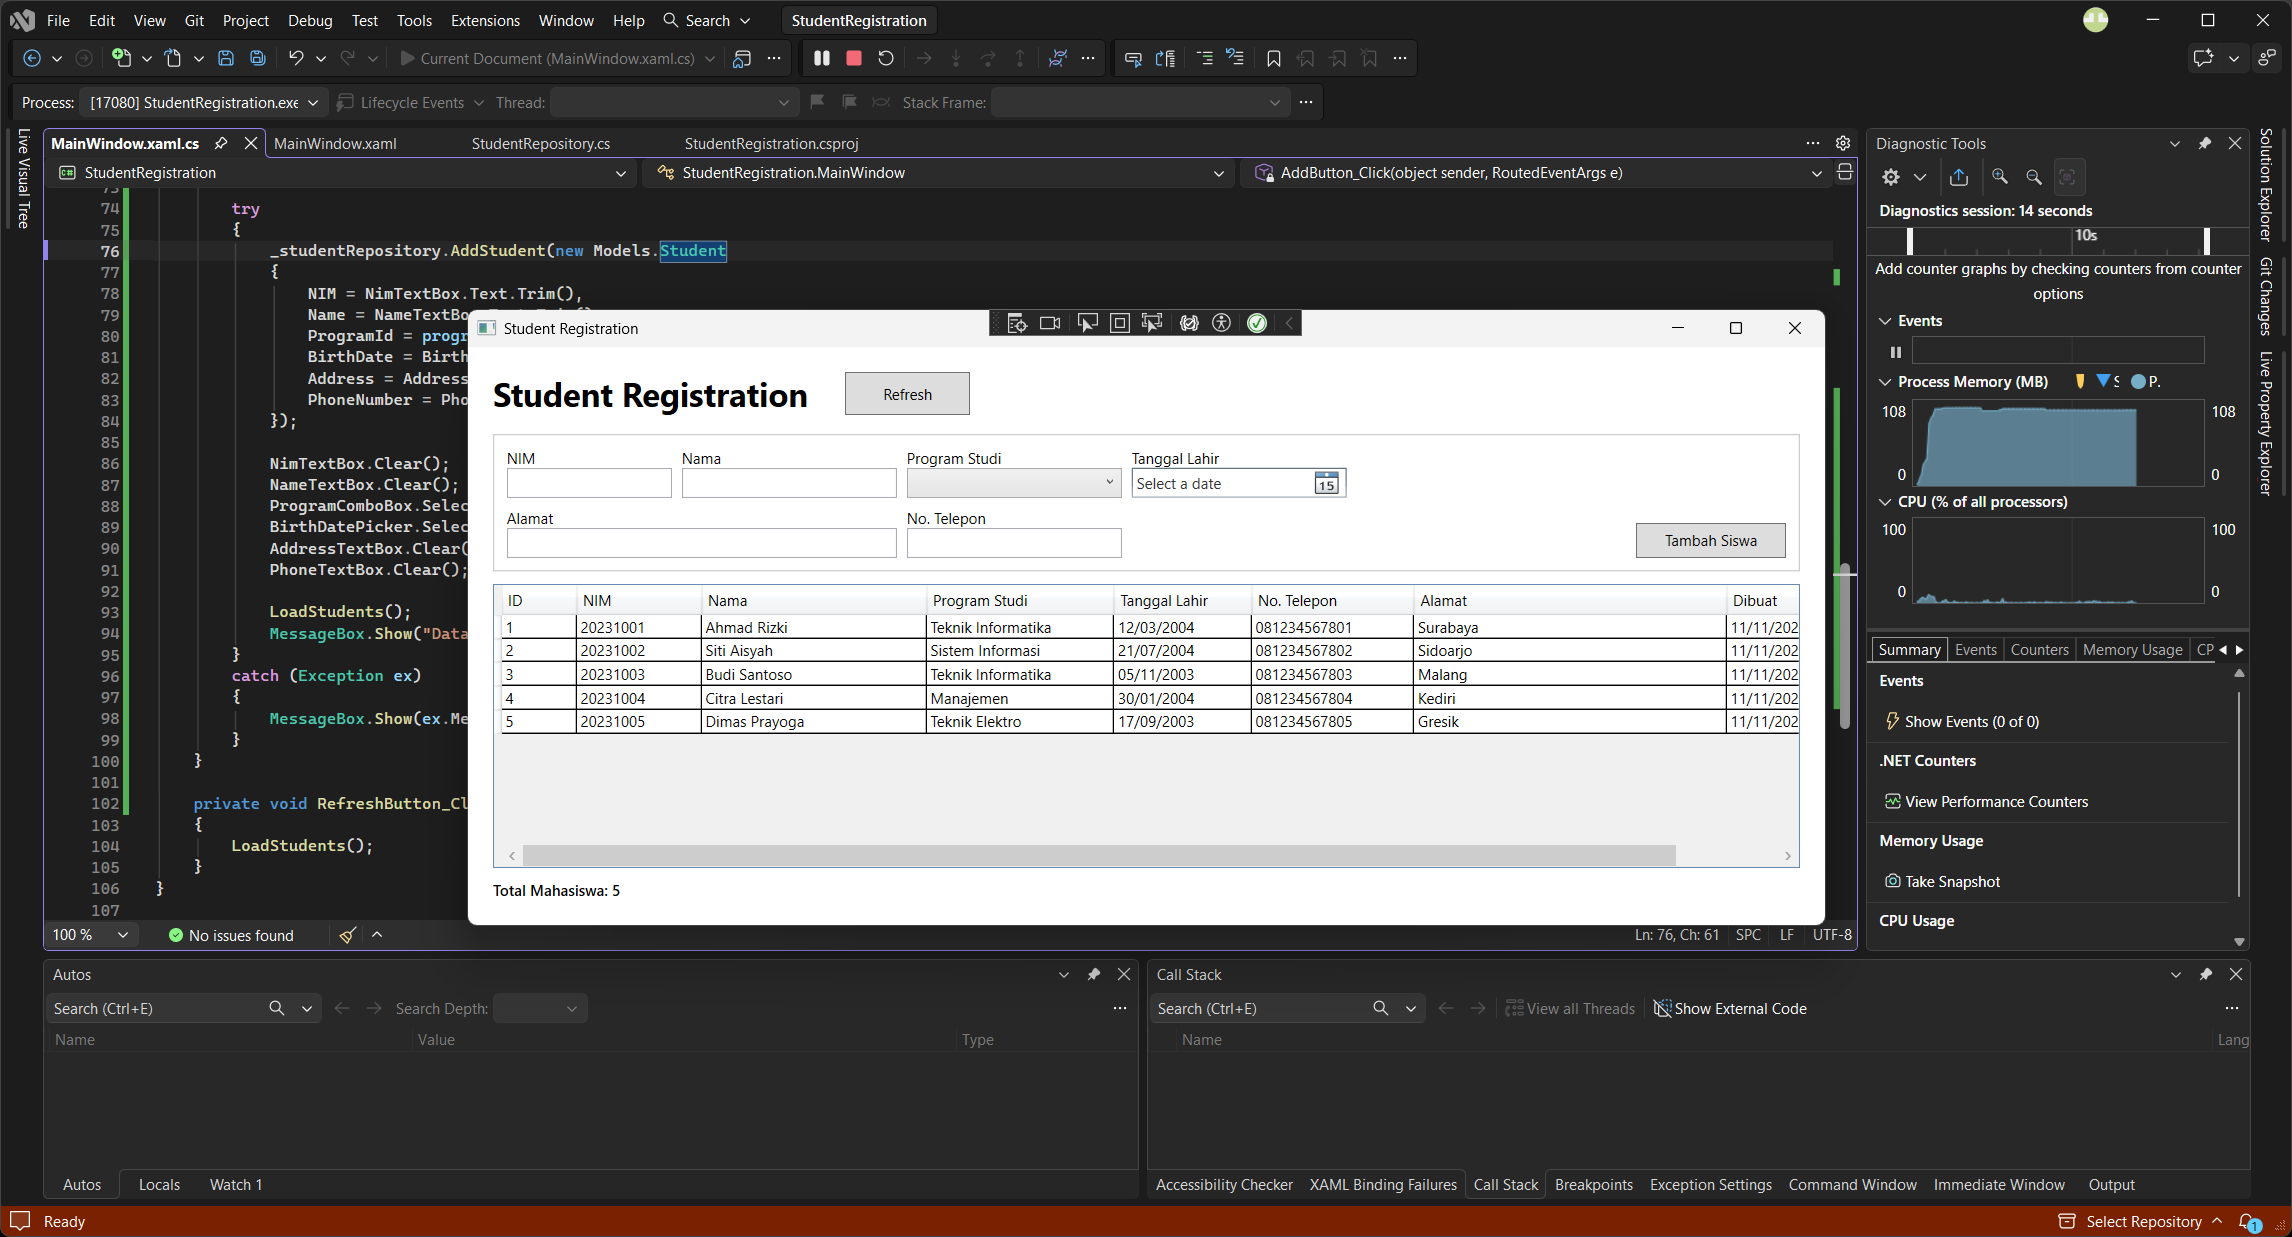 File Edit View Git Project Debug Test Tools Extensions Window Help Search StudentRegistration
Current Document (MainWindow.xaml.cs)
Process: [17080] StudentRegistration.exe Lifecycle Events Thread: Stack Frame:
Live Visual Tree
MainWindow.xaml.cs MainWindow.xaml StudentRepository.cs StudentRegistration.csproj
StudentRegistration StudentRegistration.MainWindow AddButton_Click(object sender, RoutedEventArgs e)
74 try
75 {
76 _studentRepository.AddStudent(new Models.Student
77 {
78 NIM = NimTextBox.Text.Trim(),
79 Name = NameTextBo
80 ProgramId = progr
81 BirthDate = Birth
82 Address = Address
83 PhoneNumber = Pho
84 });
85
86 NimTextBox.Clear();
87 NameTextBox.Clear();
88 ProgramComboBox.Selec
89 BirthDatePicker.Selec
90 AddressTextBox.Clear(
91 PhoneTextBox.Clear();
92
93 LoadStudents();
94 MessageBox.Show("Data
95 }
96 catch (Exception ex)
97 {
98 MessageBox.Show(ex.Me
99 }
100 }
101
102 private void RefreshButton_Cl
103 {
104 LoadStudents();
105 }
106 }
107
100 % No issues found Ln: 76, Ch: 61 SPC LF UTF-8
Student Registration
Student Registration Refresh
NIM Nama Program Studi Tanggal Lahir
Select a date 15
Alamat No. Telepon
Tambah Siswa
ID NIM Nama Program Studi Tanggal Lahir No. Telepon Alamat Dibuat
1 20231001 Ahmad Rizki Teknik Informatika 12/03/2004 081234567801 Surabaya 11/11/202
2 20231002 Siti Aisyah Sistem Informasi 21/07/2004 081234567802 Sidoarjo 11/11/202
3 20231003 Budi Santoso Teknik Informatika 05/11/2003 081234567803 Malang 11/11/202
4 20231004 Citra Lestari Manajemen 30/01/2004 081234567804 Kediri 11/11/202
5 20231005 Dimas Prayoga Teknik Elektro 17/09/2003 081234567805 Gresik 11/11/202
Total Mahasiswa: 5
Diagnostic Tools
Diagnostics session: 14 seconds
10s
Add counter graphs by checking counters from counter
options
Events
Process Memory (MB) S P.
108 108
0 0
CPU (% of all processors)
100 100
0 0
Summary Events Counters Memory Usage CP
Events
Show Events (0 of 0)
.NET Counters
View Performance Counters
Memory Usage
Take Snapshot
CPU Usage
Solution Explorer
Git Changes
Live Property Explorer
Autos
Search (Ctrl+E) Search Depth:
Name Value Type
Autos Locals Watch 1
Call Stack
Search (Ctrl+E) View all Threads Show External Code
Name Lang
Accessibility Checker XAML Binding Failures Call Stack Breakpoints Exception Settings Command Window Immediate Window Output
Ready Select Repository 1